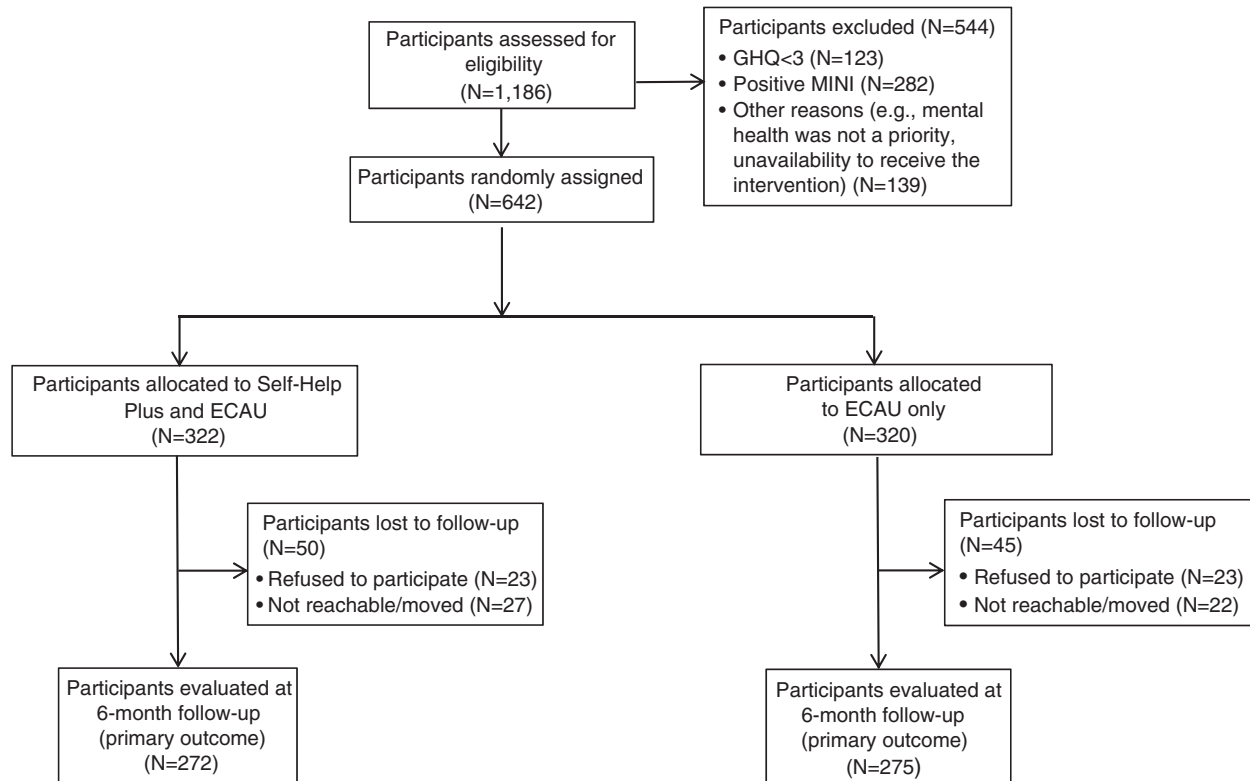 Participants assessed for
eligibility
(N=1,186)
Participants excluded (N=544)
• GHQ<3 (N=123)
• Positive MINI (N=282)
• Other reasons (e.g., mental
health was not a priority,
unavailability to receive the
intervention) (N=139)
Participants randomly assigned
(N=642)
Participants allocated to Self-Help
Plus and ECAU
(N=322)
Participants allocated
to ECAU only
(N=320)
Participants lost to follow-up
(N=50)
• Refused to participate (N=23)
• Not reachable/moved (N=27)
Participants lost to follow-up
(N=45)
• Refused to participate (N=23)
• Not reachable/moved (N=22)
Participants evaluated at
6-month follow-up
(primary outcome)
(N=272)
Participants evaluated at
6-month follow-up
(primary outcome)
(N=275)